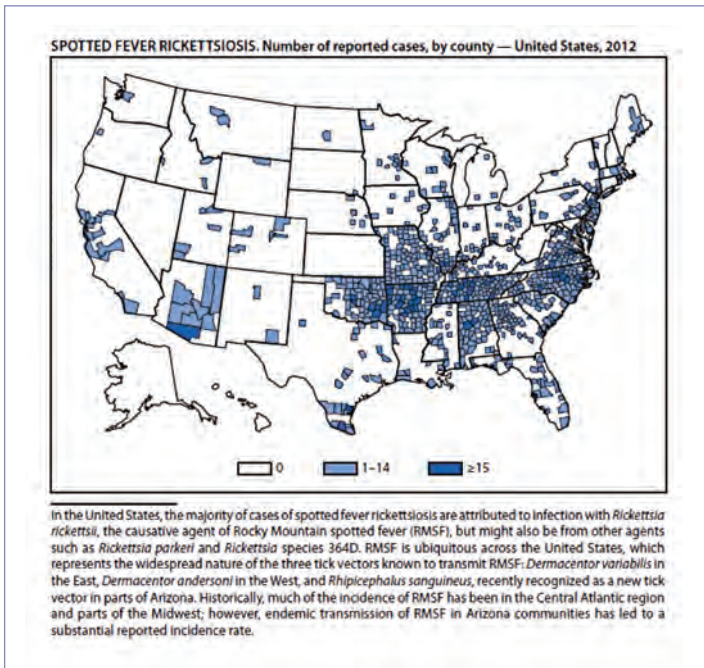 SPOTTED FEVER RICKETTSIOSIS. Number of reported cases, by county — United States, 2012
0
1–14
≥15
In the United States, the majority of cases of spotted fever rickettsiosis are attributed to infection with Rickettsia
rickettsii, the causative agent of Rocky Mountain spotted fever (RMSF), but might also be from other agents
such as Rickettsia parkeri and Rickettsia species 364D. RMSF is ubiquitous across the United States, which
represents the widespread nature of the three tick vectors known to transmit RMSF: Dermacentor variabilis in
the East, Dermacentor andersoni in the West, and Rhipicephalus sanguineus, recently recognized as a new tick
vector in parts of Arizona. Historically, much of the incidence of RMSF has been in the Central Atlantic region
and parts of the Midwest; however, endemic transmission of RMSF in Arizona communities has led to a
substantial reported incidence rate.